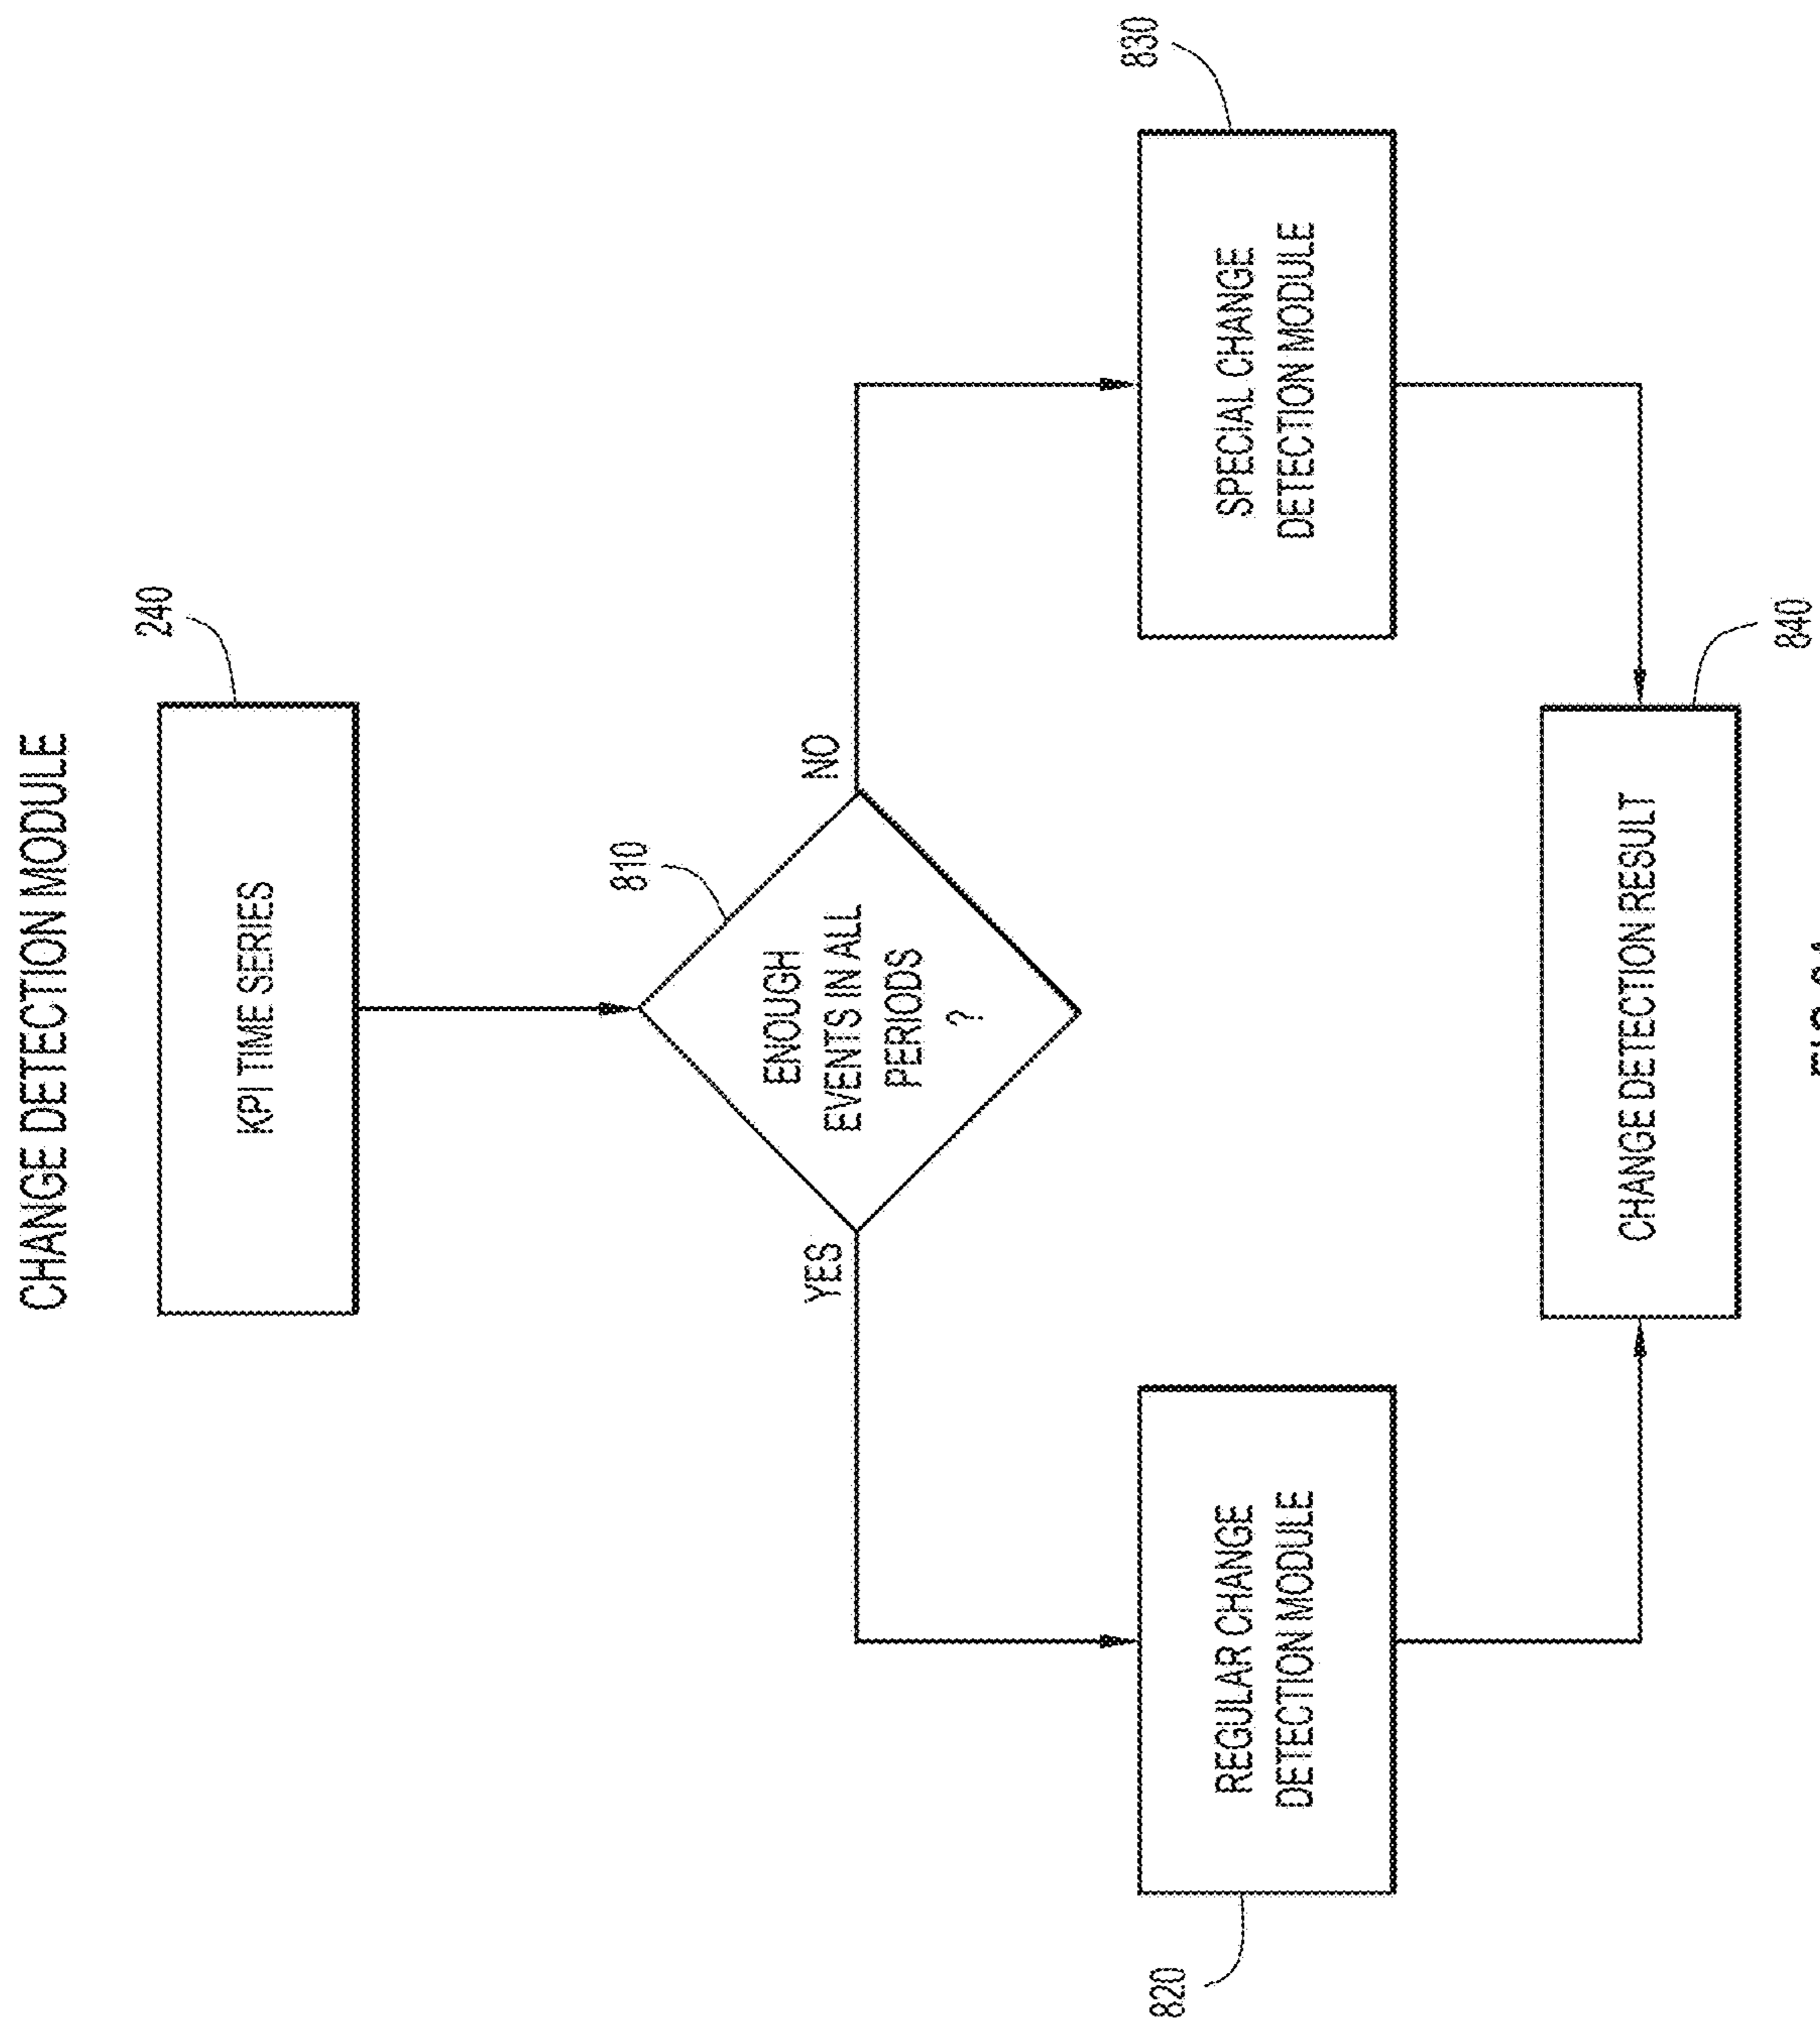 CHANGE DETECTION MODULE
240
KPI TIME SERIES
810
ENOUGH
EVENTS IN ALL
PERIODS
?
YES
NO
820
REGULAR CHANGE
DETECTION MODULE
830
SPECIAL CHANGE
DETECTION MODULE
CHANGE DETECTION RESULT
840